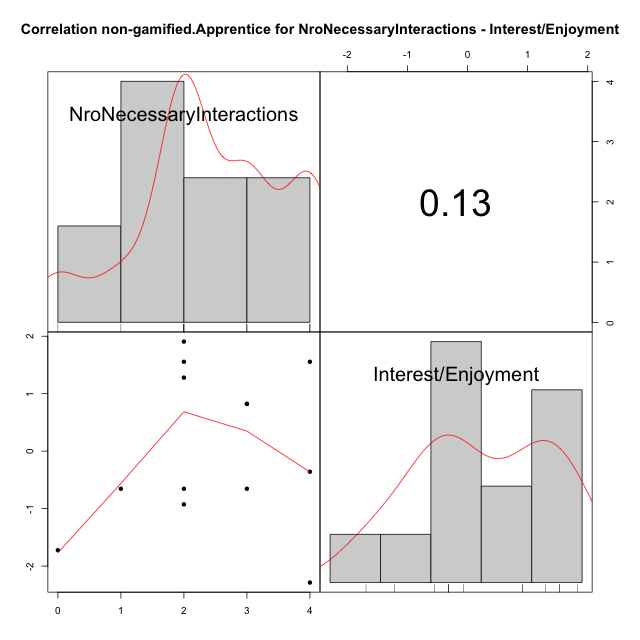 Correlation non-gamified.Apprentice for NroNecessaryInteractions - Interest/Enjoyment
-2 -1 0 1 2
NroNecessaryInteractions
0.13
4
3
2
1
0
2
1
0
-1
-2
Interest/Enjoyment
0 1 2 3 4